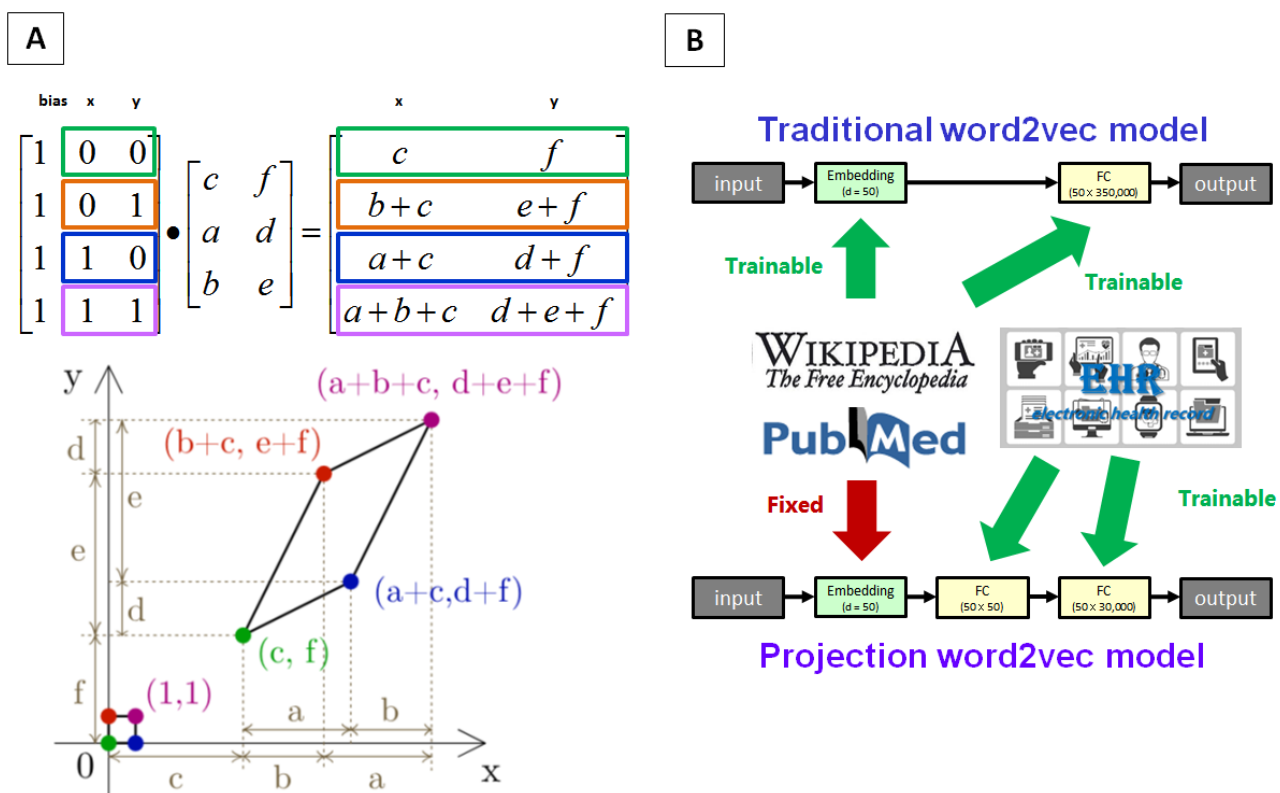 A
bias x y
x y
1 0 0
1 0 1
1 1 0
1 1 1
•
c f
a d
b e
=
c f
b+c e+f
a+c d+f
a+b+c d+e+f
y
(a+b+c, d+e+f)
(b+c, e+f)
d
e
e
d
(a+c,d+f)
(c, f)
f
(1,1)
a b
0
c b a
x
B
Traditional word2vec model
input
Embedding
(d = 50)
FC
(50 x 350,000)
output
Trainable
Trainable
WIKIPEDIA
The Free Encyclopedia
EHR
electronic health record
PubMed
Fixed
Trainable
input
Embedding
(d = 50)
FC
(50 x 50)
FC
(50 x 30,000)
output
Projection word2vec model